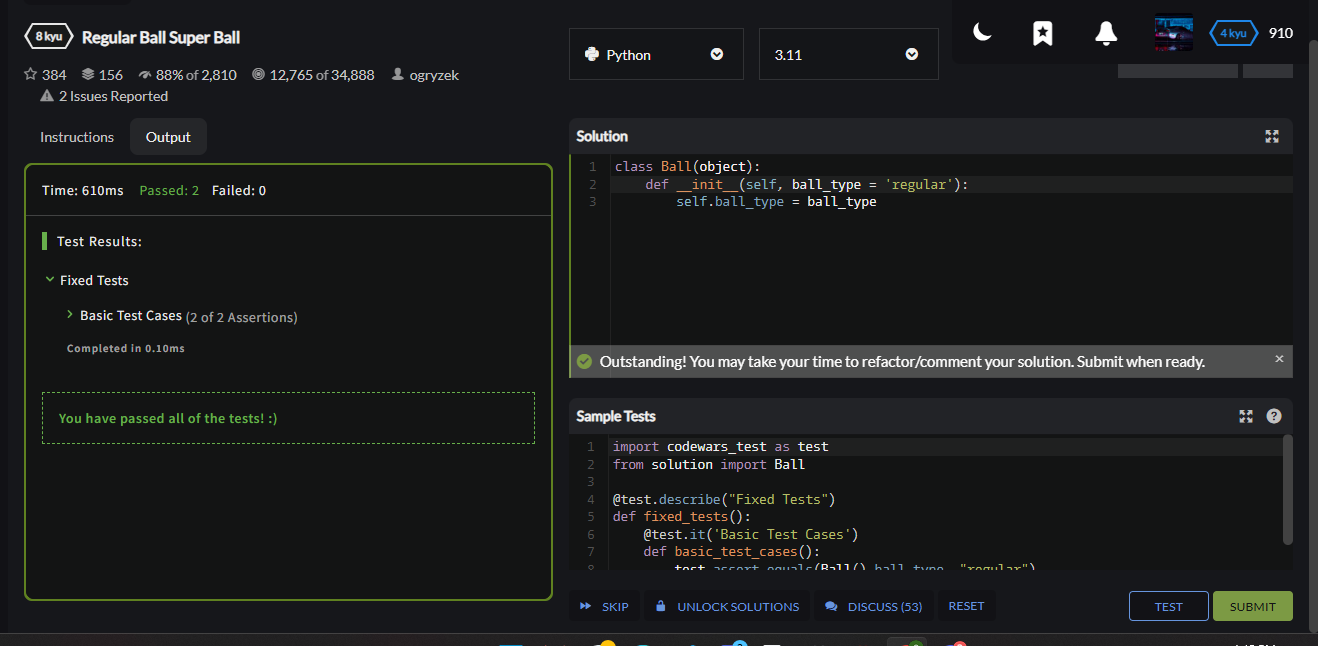 8 kyu Regular Ball Super Ball
384 156 88% of 2,810 12,765 of 34,888 ogryzek
2 Issues Reported
Python 3.11
4 kyu 910
Instructions Output
Time: 610ms Passed: 2 Failed: 0
Test Results:
Fixed Tests
Basic Test Cases (2 of 2 Assertions)
Completed in 0.10ms
You have passed all of the tests! :)
Solution
1 class Ball(object):
2 def __init__(self, ball_type = 'regular'):
3 self.ball_type = ball_type
Outstanding! You may take your time to refactor/comment your solution. Submit when ready. ×
Sample Tests ?
1 import codewars_test as test
2 from solution import Ball
3
4 @test.describe("Fixed Tests")
5 def fixed_tests():
6 @test.it('Basic Test Cases')
7 def basic_test_cases():
8 test.assert_equals(Ball().ball_type, "regular")
SKIP UNLOCK SOLUTIONS DISCUSS (53) RESET TEST SUBMIT